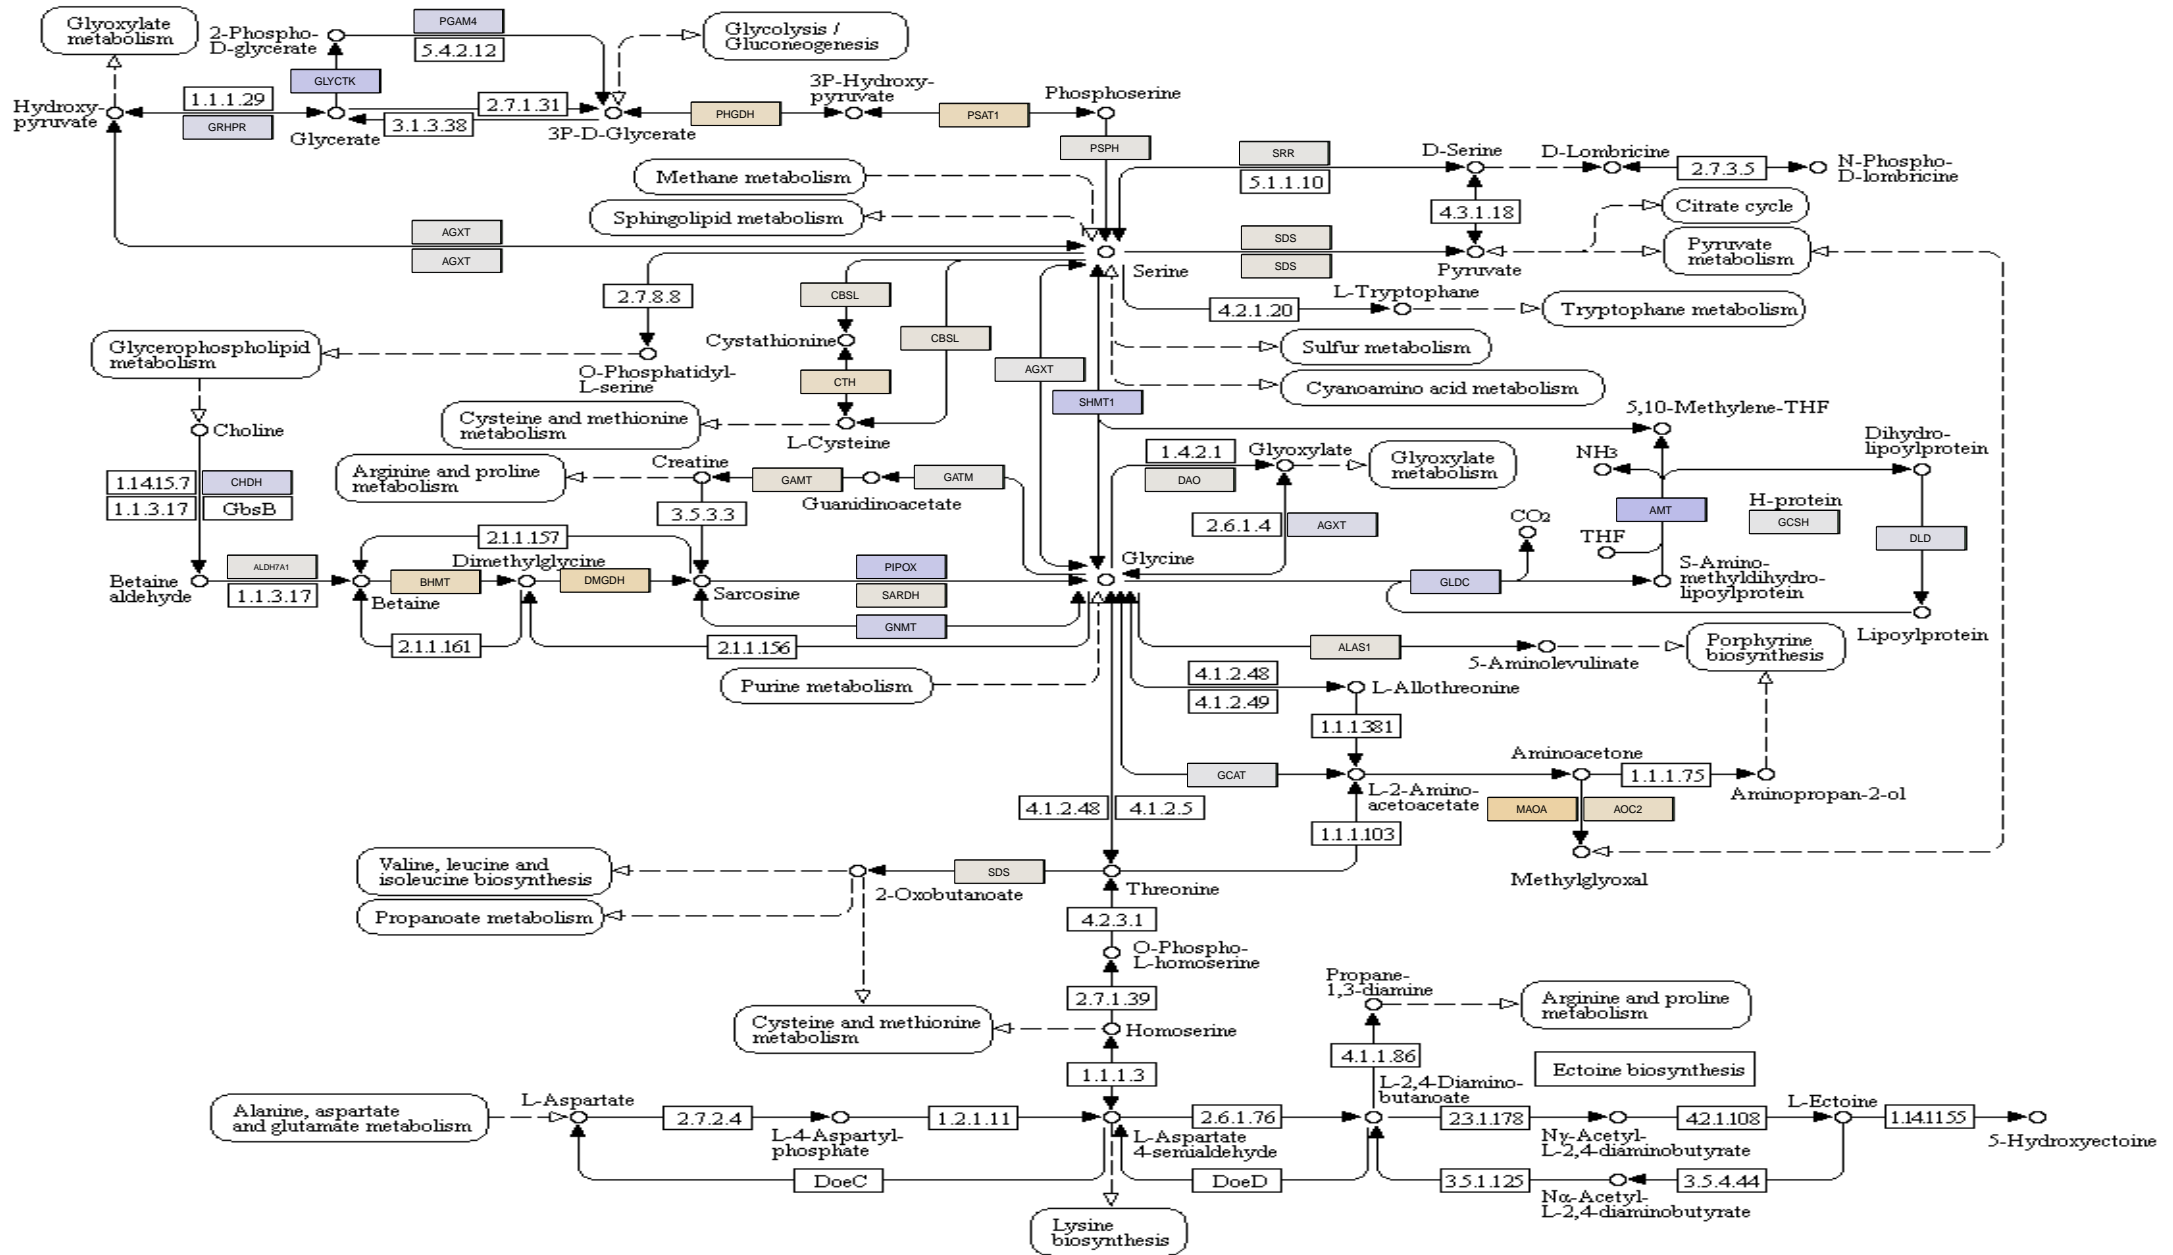 Glyoxylate
metabolism
2-Phospho-
D-glycerate
PGAM4
5.4.2.12
Glycolysis /
Gluconeogenesis
GLYCTK
Hydroxy-
pyruvate
1.1.1.29
GRHPR
Glycerate
2.7.1.31
3.1.3.38
3P-D-Glycerate
PHGDH
3P-Hydroxy-
pyruvate
PSAT1
Phosphoserine
PSPH
SRR
5.1.1.10
D-Serine
D-Lombricine
2.7.3.5
N-Phospho-
D-lombricine
Methane metabolism
Sphingolipid metabolism
4.3.1.18
Citrate cycle
AGXT
AGXT
Serine
SDS
SDS
Pyruvate
Pyruvate
metabolism
2.7.8.8
CBSL
CBSL
4.2.1.20
L-Tryptophane
Tryptophane metabolism
Glycerophospholipid
metabolism
O-Phosphatidyl-
L-serine
Cystathionine
Sulfur metabolism
CTH
AGXT
SHMT1
Cyanoamino acid metabolism
Cysteine and methionine
metabolism
L-Cysteine
5,10-Methylene-THF
Choline
1.14.15.7
CHDH
1.1.3.17
GbsB
Arginine and proline
metabolism
Creatine
GAMT
Guanidinoacetate
GATM
3.5.3.3
1.4.2.1
DAO
Glyoxylate
Glyoxylate
metabolism
2.6.1.4
AGXT
NH3
Dihydro-
lipoylprotein
AMT
H-protein
GCSH
CO2
THF
DLD
Betaine
aldehyde
ALDH7A1
1.1.3.17
2.1.1.157
Dimethylglycine
Betaine
BHMT
DMGDH
Sarcosine
PIPOX
SARDH
GNMT
Glycine
GLDC
S-Amino-
methyldihydro-
lipoylprotein
Lipoylprotein
2.1.1.161
2.1.1.156
Purine metabolism
ALAS1
5-Aminolevulinate
Porphyrine
biosynthesis
4.1.2.48
4.1.2.49
L-Allothreonine
1.1.1.381
GCAT
L-2-Amino-
acetoacetate
Aminoacetone
1.1.1.75
Aminopropan-2-ol
MAOA
AOC2
4.1.2.48
4.1.2.5
1.1.1.103
Methylglyoxal
Valine, leucine and
isoleucine biosynthesis
Propanoate metabolism
2-Oxobutanoate
SDS
Threonine
4.2.3.1
O-Phospho-
L-homoserine
2.7.1.39
Cysteine and methionine
metabolism
Homoserine
Propane-
1,3-diamine
Arginine and proline
metabolism
4.1.1.86
Ectoine biosynthesis
1.1.1.3
Alanine, aspartate
and glutamate metabolism
L-Aspartate
2.7.2.4
L-4-Aspartyl-
phosphate
1.2.1.11
L-Aspartate
4-semialdehyde
2.6.1.76
L-2,4-Diamino-
butanoate
2.3.1.178
Nγ-Acetyl-
L-2,4-diaminobutyrate
4.2.1.108
L-Ectoine
1.14.11.55
5-Hydroxyectoine
DoeC
DoeD
3.5.1.125
3.5.4.44
Nα-Acetyl-
L-2,4-diaminobutyrate
Lysine
biosynthesis